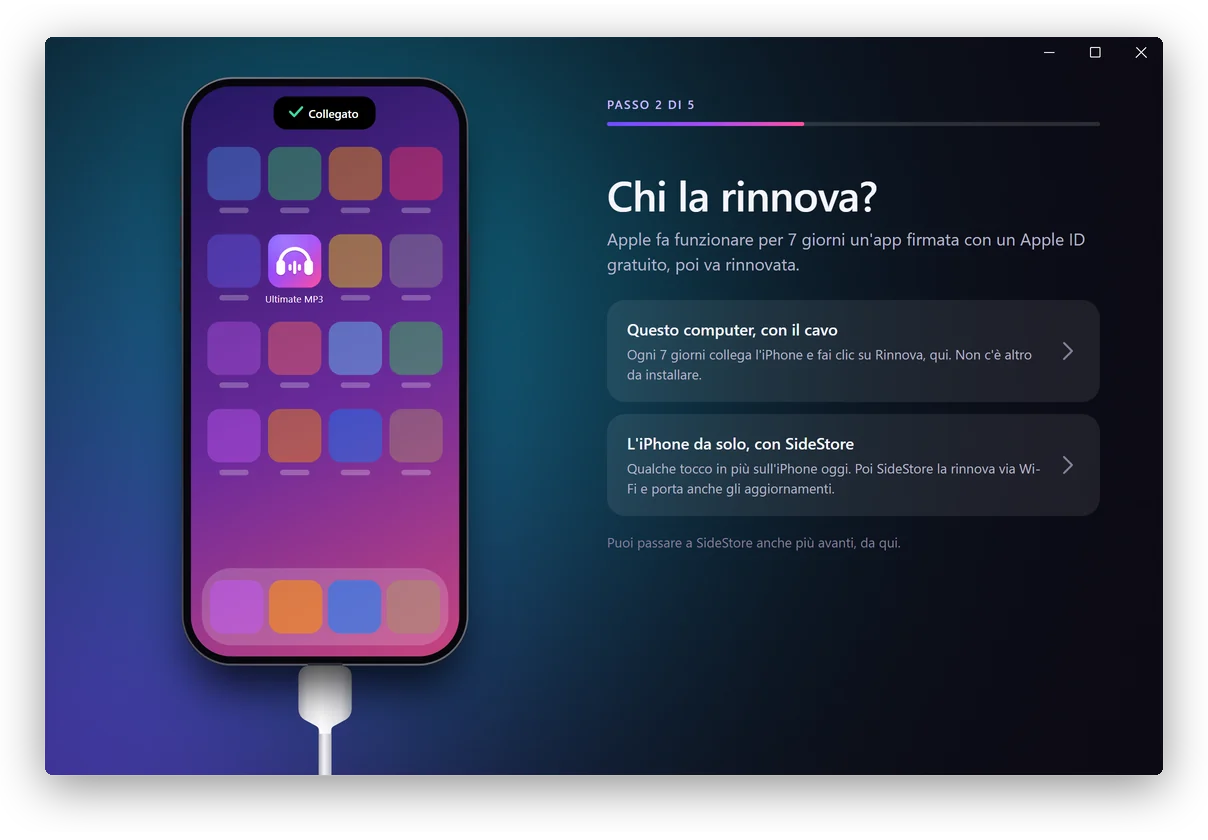 Collegato
Ultimate MP3
PASSO 2 DI 5
Chi la rinnova?
Apple fa funzionare per 7 giorni un'app firmata con un Apple ID
gratuito, poi va rinnovata.
Questo computer, con il cavo
Ogni 7 giorni collega l'iPhone e fai clic su Rinnova, qui. Non c'è altro
da installare.
L'iPhone da solo, con SideStore
Qualche tocco in più sull'iPhone oggi. Poi SideStore la rinnova via Wi-
Fi e porta anche gli aggiornamenti.
Puoi passare a SideStore anche più avanti, da qui.